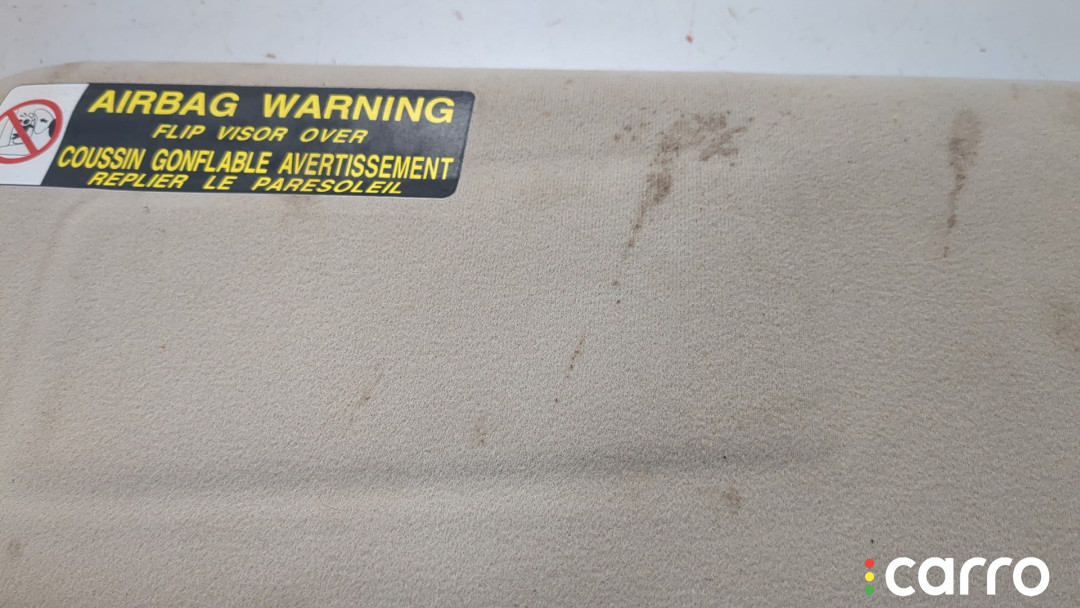 AIRBAG WARNING
FLIP VISOR OVER
COUSSIN GONFLABLE AVERTISSEMENT
REPLIER LE PARESOLEIL
carro